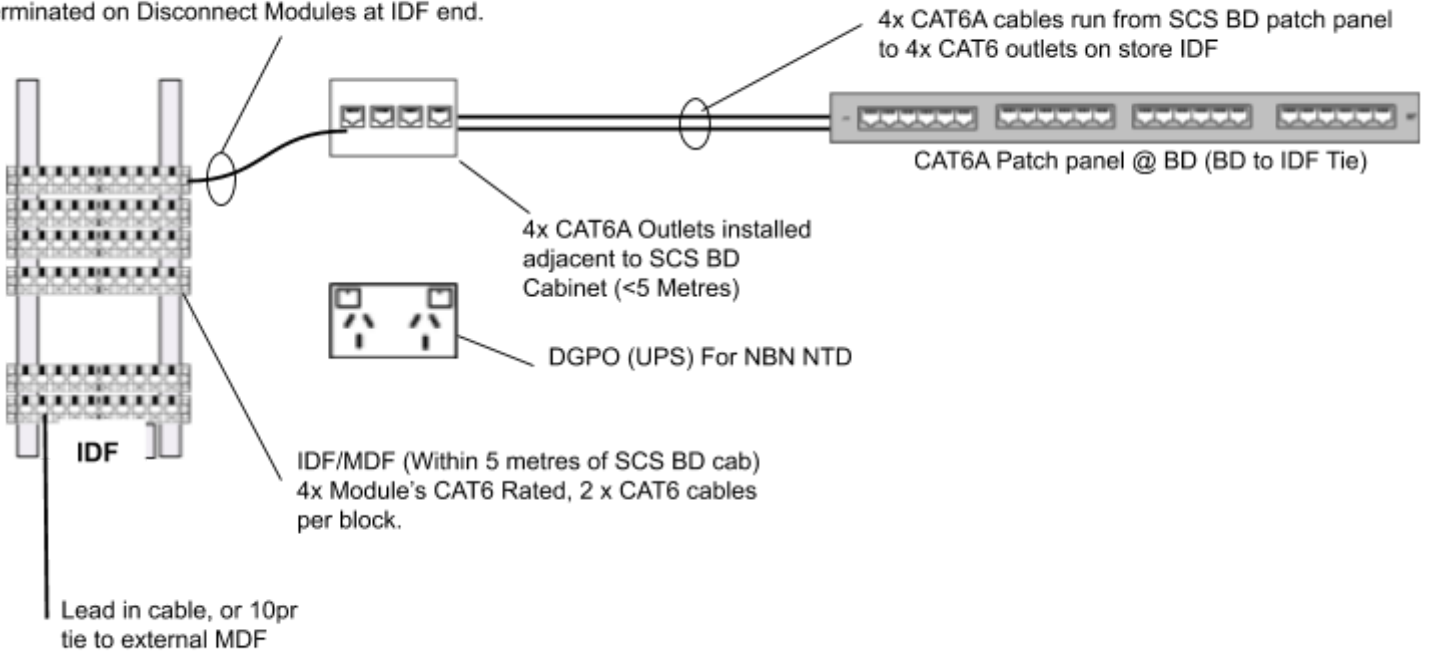 rminated on Disconnect Modules at IDF end.
4x CAT6A cables run from SCS BD patch panel
to 4x CAT6 outlets on store IDF
CAT6A Patch panel @ BD (BD to IDF Tie)
4x CAT6A Outlets installed
adjacent to SCS BD
Cabinet (<5 Metres)
DGPO (UPS) For NBN NTD
IDF
IDF/MDF (Within 5 metres of SCS BD cab)
4x Module's CAT6 Rated, 2 x CAT6 cables
per block.
Lead in cable, or 10pr
tie to external MDF